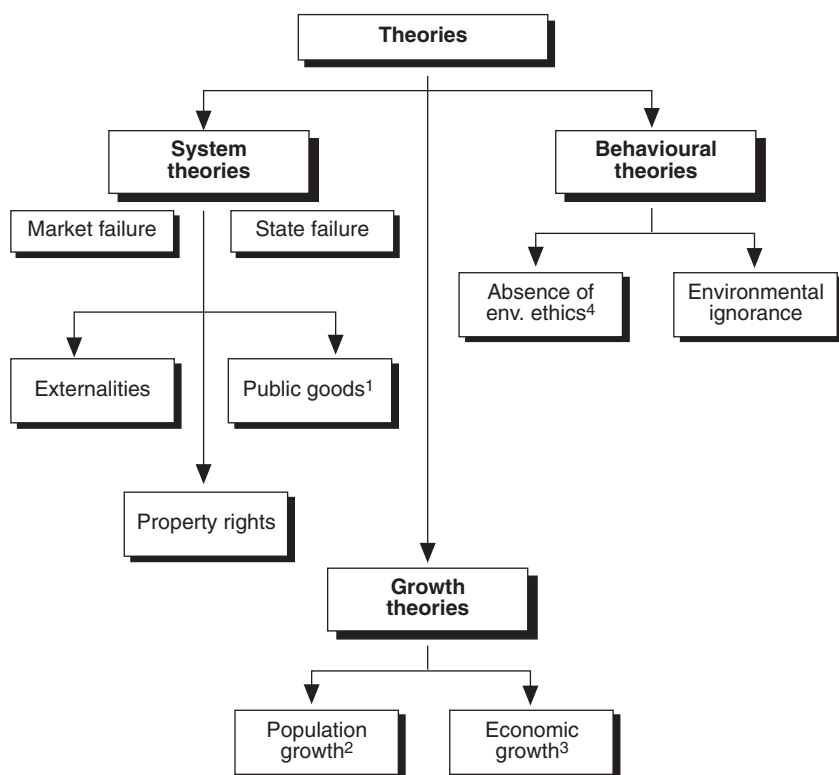 Theories
System
theories
Behavioural
theories
Market failure
State failure
Absence of
env. ethics⁴
Environmental
ignorance
Externalities
Public goods¹
Property rights
Growth
theories
Population
growth²
Economic
growth³